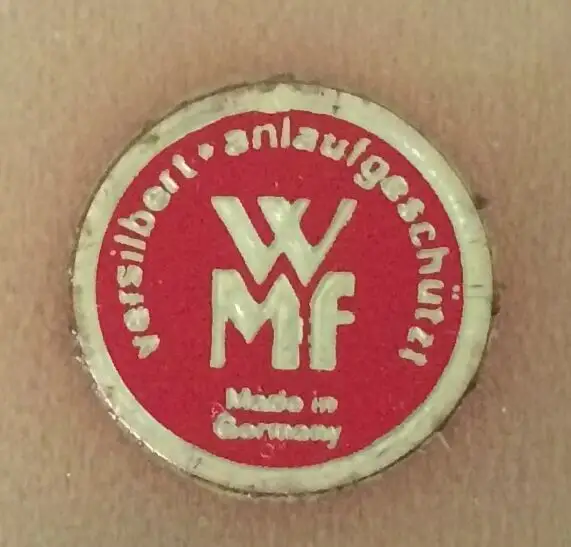 versilbert • anlaufgeschützt
WMF
Made in
Germany